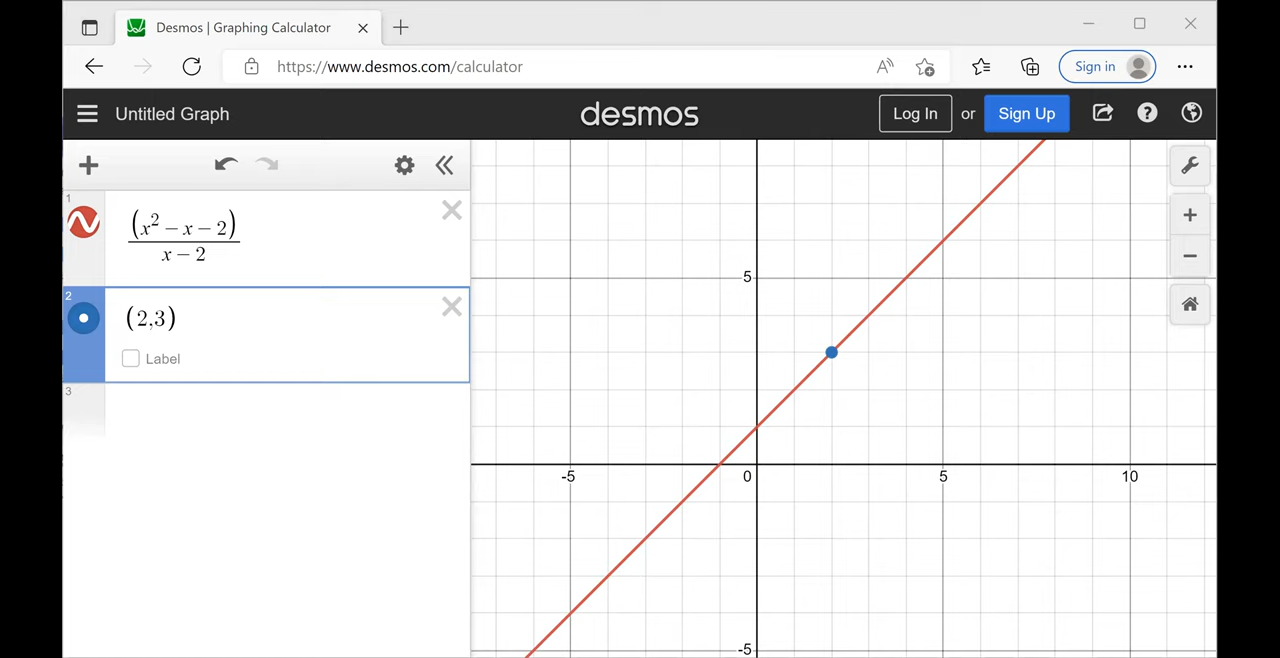 Desmos | Graphing Calculator
https://www.desmos.com/calculator
Sign in
Untitled Graph
desmos
Log In or Sign Up
1
(x² − x − 2)
x − 2
2
(2,3)
Label
3
5
-5 0 5 10
-5